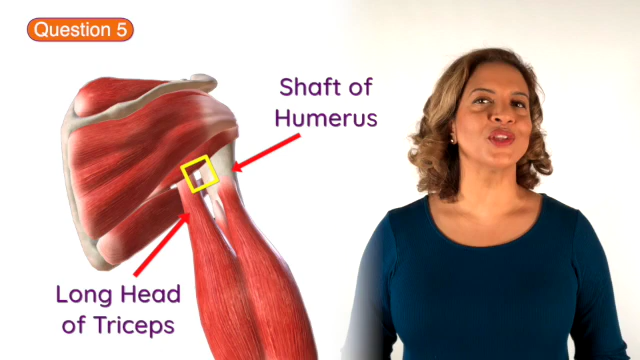 Question 5
Shaft of
Humerus
Long Head
of Triceps